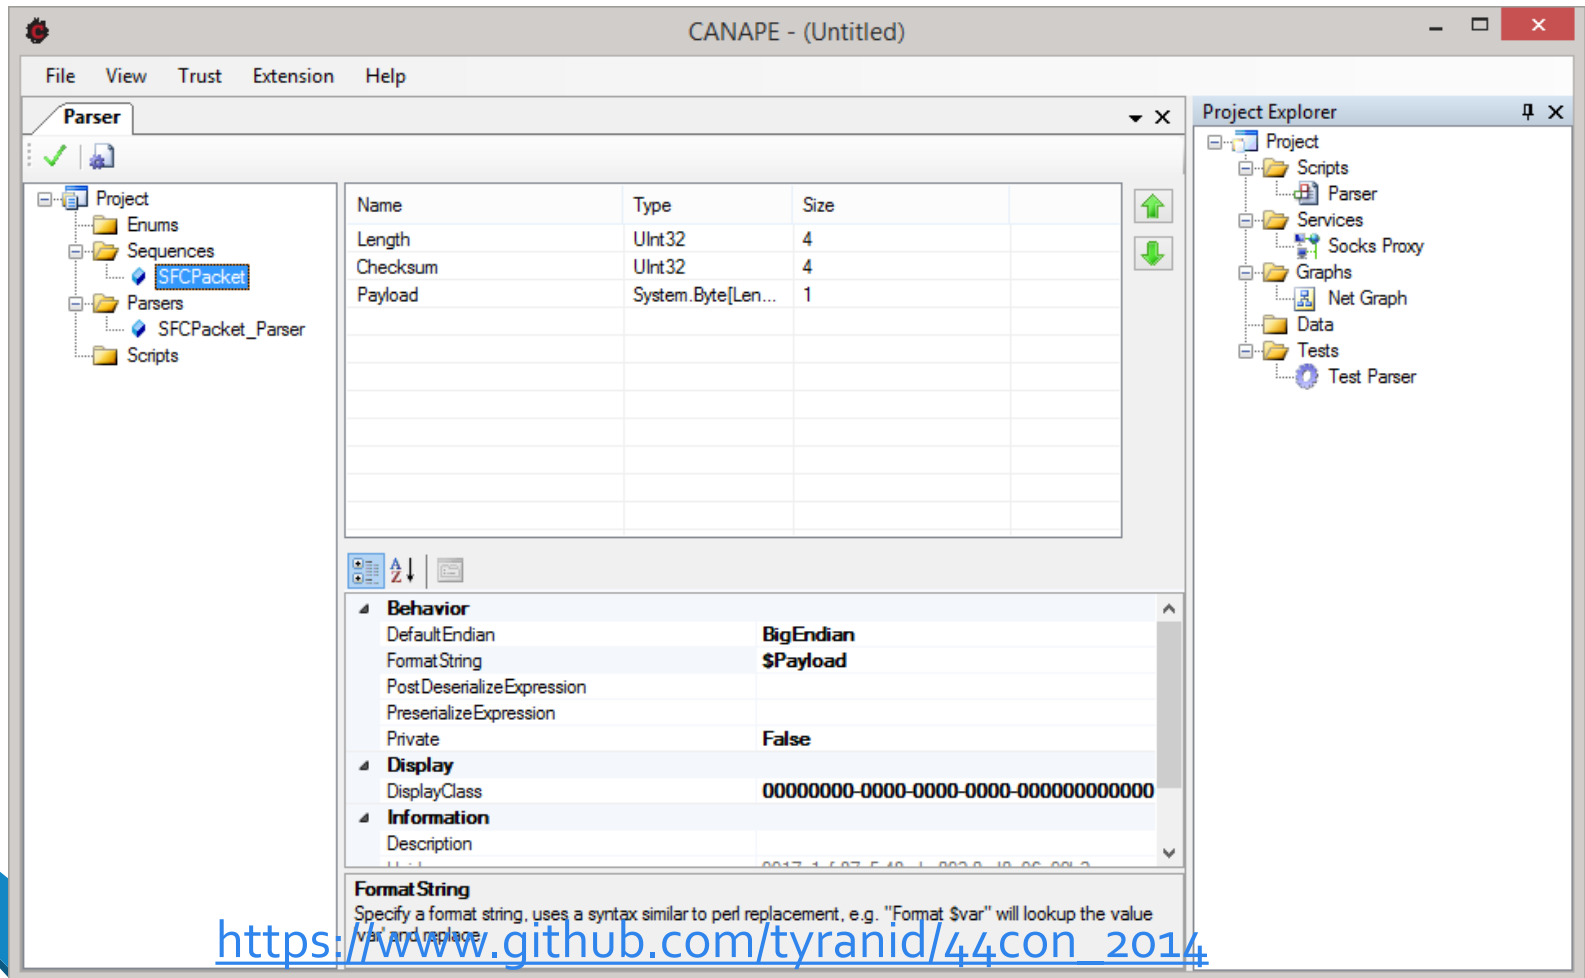 CANAPE - (Untitled)
File View Trust Extension Help
Parser
Project
Enums
Sequences
SFCPacket
Parsers
SFCPacket_Parser
Scripts
Name Type Size
Length UInt32 4
Checksum UInt32 4
Payload System.Byte[Len... 1
Behavior
DefaultEndian BigEndian
FormatString $Payload
PostDeserializeExpression
PreserializeExpression
Private False
Display
DisplayClass 00000000-0000-0000-0000-000000000000
Information
Description
FormatString
Specify a format string, uses a syntax similar to perl replacement, e.g. "Format $var" will lookup the value
'var' and replace
https://www.github.com/tyranid/44con_2014
Project Explorer
Project
Scripts
Parser
Services
Socks Proxy
Graphs
Net Graph
Data
Tests
Test Parser